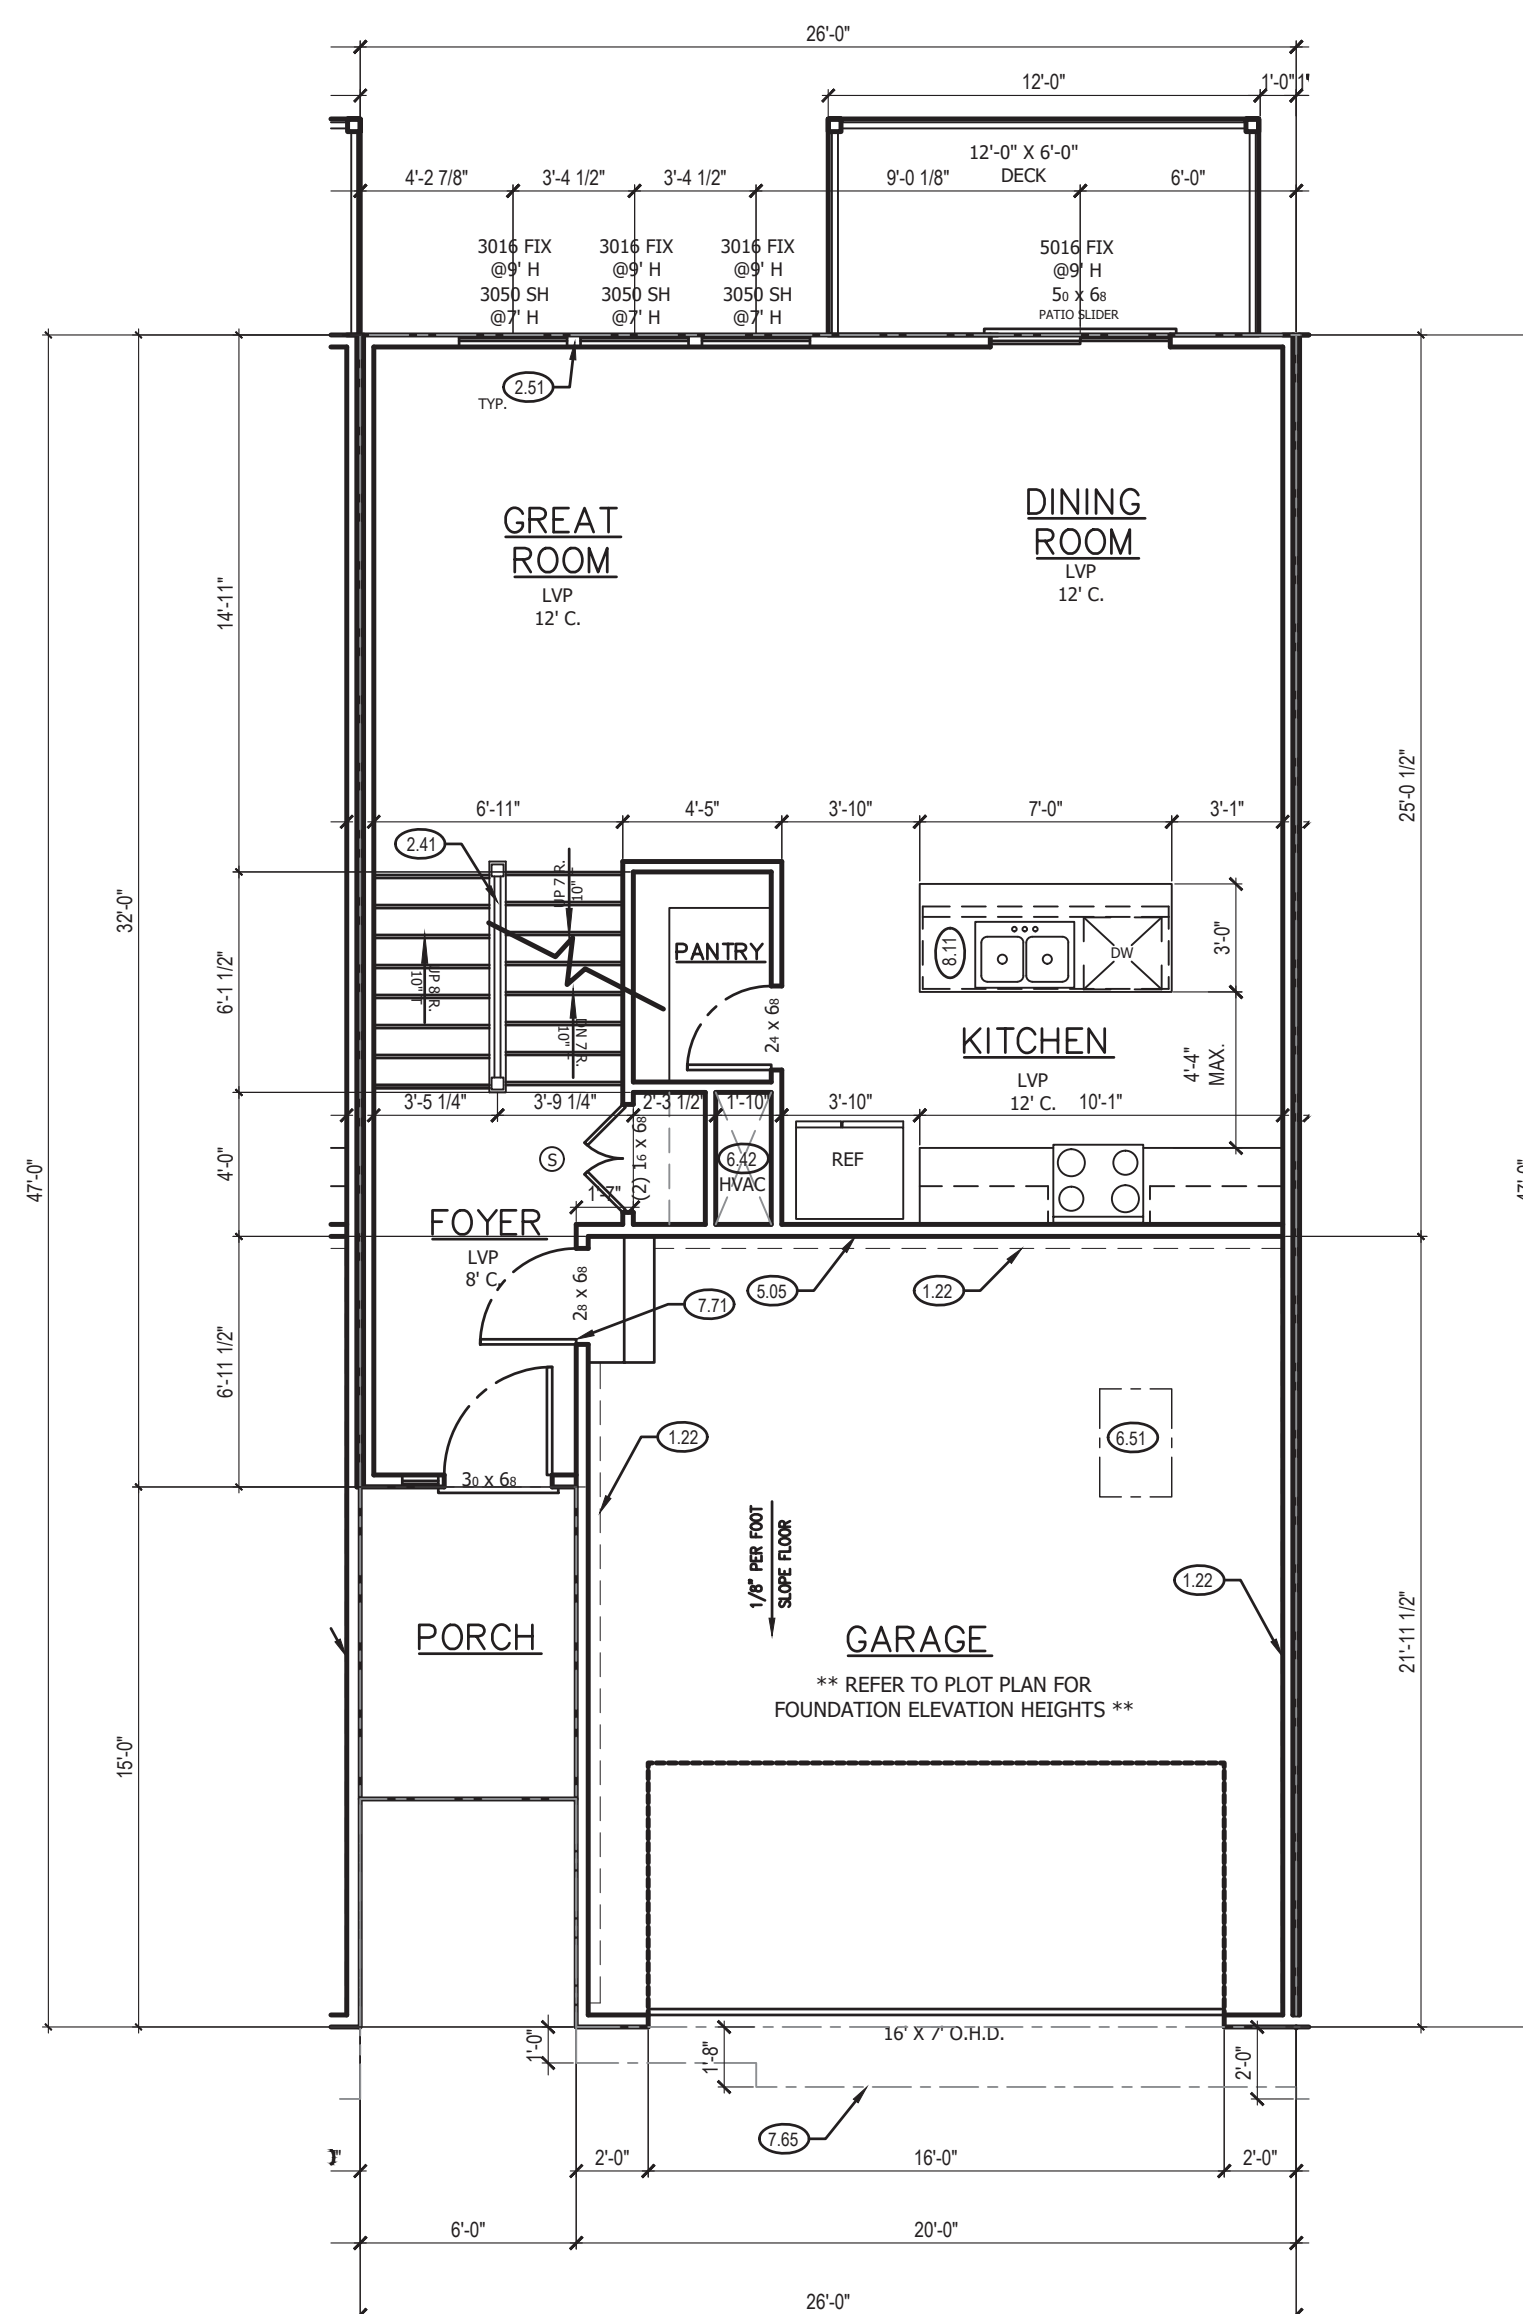 26'-0"
12'-0"
1'-0"
12'-0" X 6'-0"
DECK
4'-2 7/8"
3'-4 1/2"
3'-4 1/2"
9'-0 1/8"
6'-0"
3016 FIX
@9' H
3050 SH
@7' H
3016 FIX
@9' H
3050 SH
@7' H
3016 FIX
@9' H
3050 SH
@7' H
5016 FIX
@9' H
50 x 68
PATIO SLIDER
2.51
TYP.
GREAT
ROOM
LVP
12' C.
DINING
ROOM
LVP
12' C.
14'-11"
32'-0"
47'-0"
25'-0 1/2"
6'-11"
4'-5"
3'-10"
7'-0"
3'-1"
2.41
UP 7 R.
10" T
UP 8 R.
10" T
DN 7 R.
10" T
PANTRY
24 x 68
8.11
DW
3'-0"
6'-1 1/2"
KITCHEN
LVP
12' C.
4'-4"
MAX.
3'-5 1/4"
3'-9 1/4"
2'-3 1/2"
1'-10"
3'-10"
10'-1"
4'-0"
S
(2) 16 x 68
1'-7"
6.42
HVAC
REF
FOYER
LVP
8' C.
28 x 68
7.71
5.05
1.22
6'-11 1/2"
1.22
6.51
30 x 68
1/8" PER FOOT
SLOPE FLOOR
1.22
PORCH
GARAGE
** REFER TO PLOT PLAN FOR
FOUNDATION ELEVATION HEIGHTS **
15'-0"
21'-11 1/2"
16' X 7' O.H.D.
1'-0"
1'-8"
2'-0"
7.65
2'-0"
16'-0"
2'-0"
6'-0"
20'-0"
26'-0"